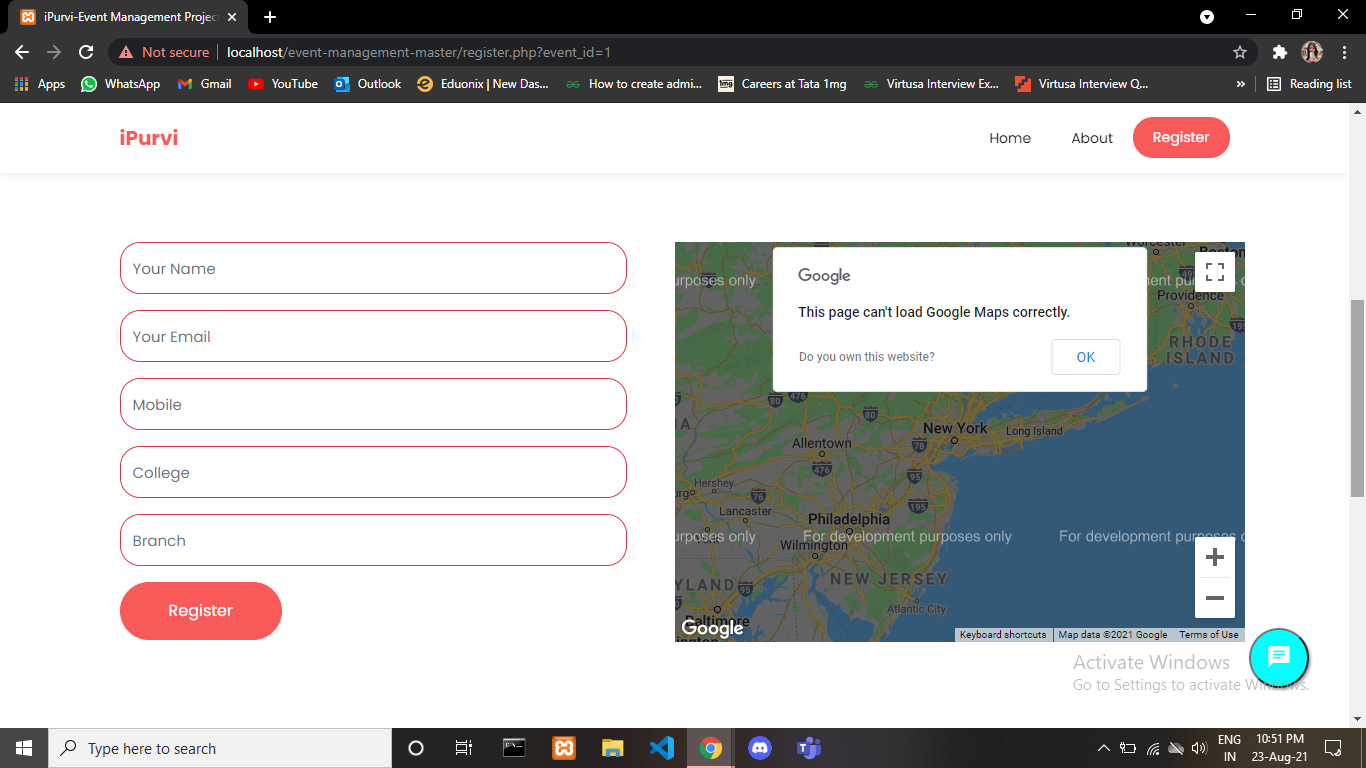 iPurvi-Event Management Projec
Not secure
localhost/event-management-master/register.php?event_id=1
Apps
WhatsApp
Gmail
YouTube
Outlook
Eduonix | New Das...
How to create admi...
Careers at Tata 1mg
Virtusa Interview Ex...
Virtusa Interview Q...
»
Reading list
iPurvi
Home
About
Register
Your Name
Your Email
Mobile
College
Branch
Register
Google
This page can't load Google Maps correctly.
Do you own this website?
OK
urposes only
Providence
RHODE
ISLAND
New York
Long Island
Allentown
Hershey
Lancaster
Philadelphia
urposes only
For development purposes only
For development purposes o
Wilmington
NEW JERSEY
YLAND
Atlantic City
Baltimore
Google
Keyboard shortcuts
Map data ©2021 Google
Terms of Use
Activate Windows
Go to Settings to activate Windows.
Type here to search
ENG
IN
10:51 PM
23-Aug-21